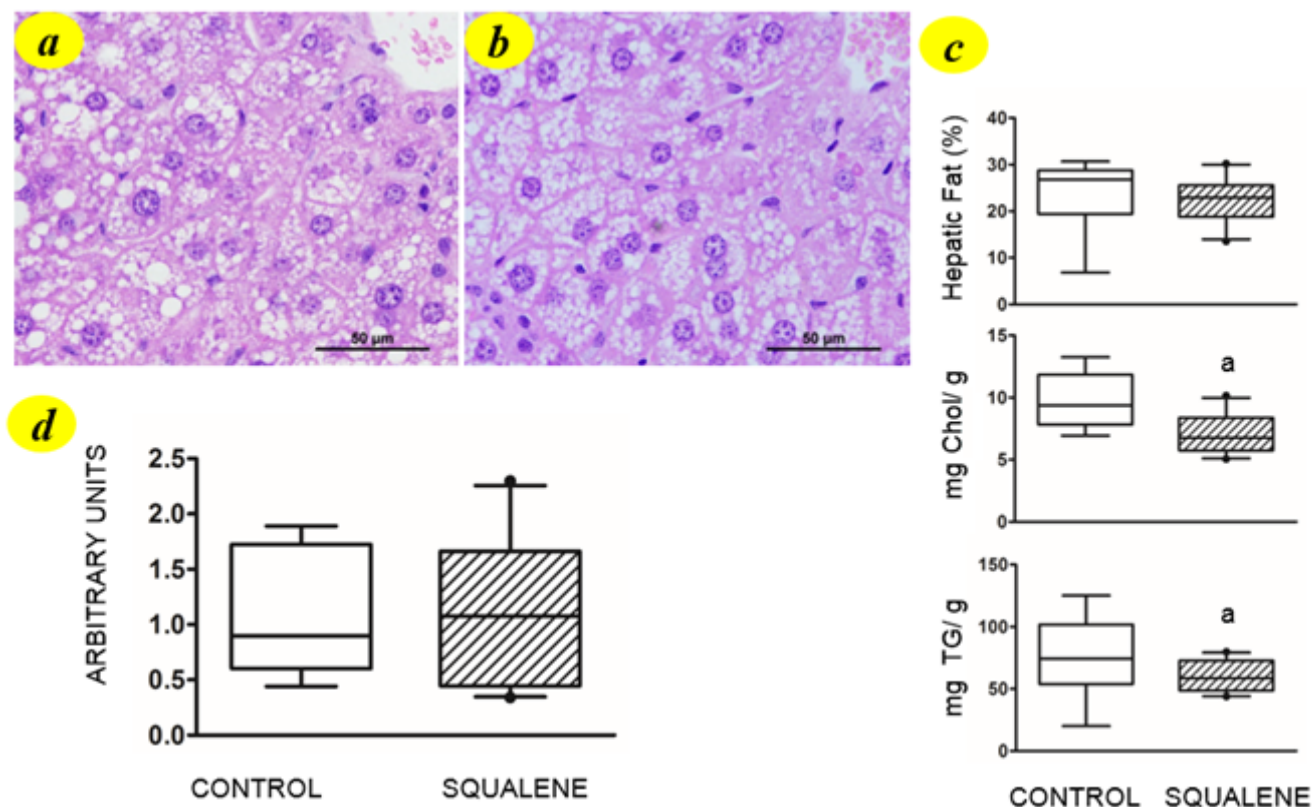 a
b
c
50 µm
50 µm
Hepatic Fat (%)
40
30
20
10
0
mg Chol/ g
15
10
5
0
a
mg TG/ g
150
100
50
0
a
CONTROL SQUALENE
d
ARBITRARY UNITS
2.5
2.0
1.5
1.0
0.5
0.0
CONTROL SQUALENE